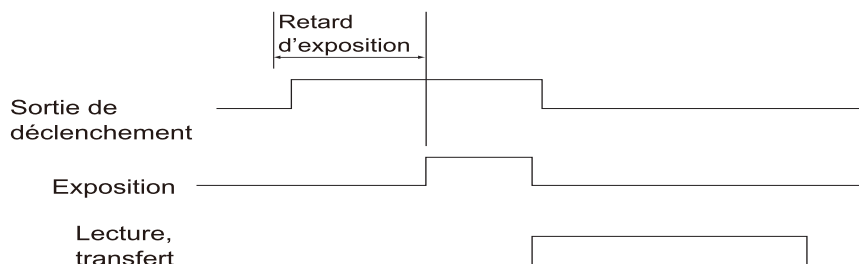 Retard
d’exposition
Sortie de
déclenchement
Exposition
Lecture,
transfert